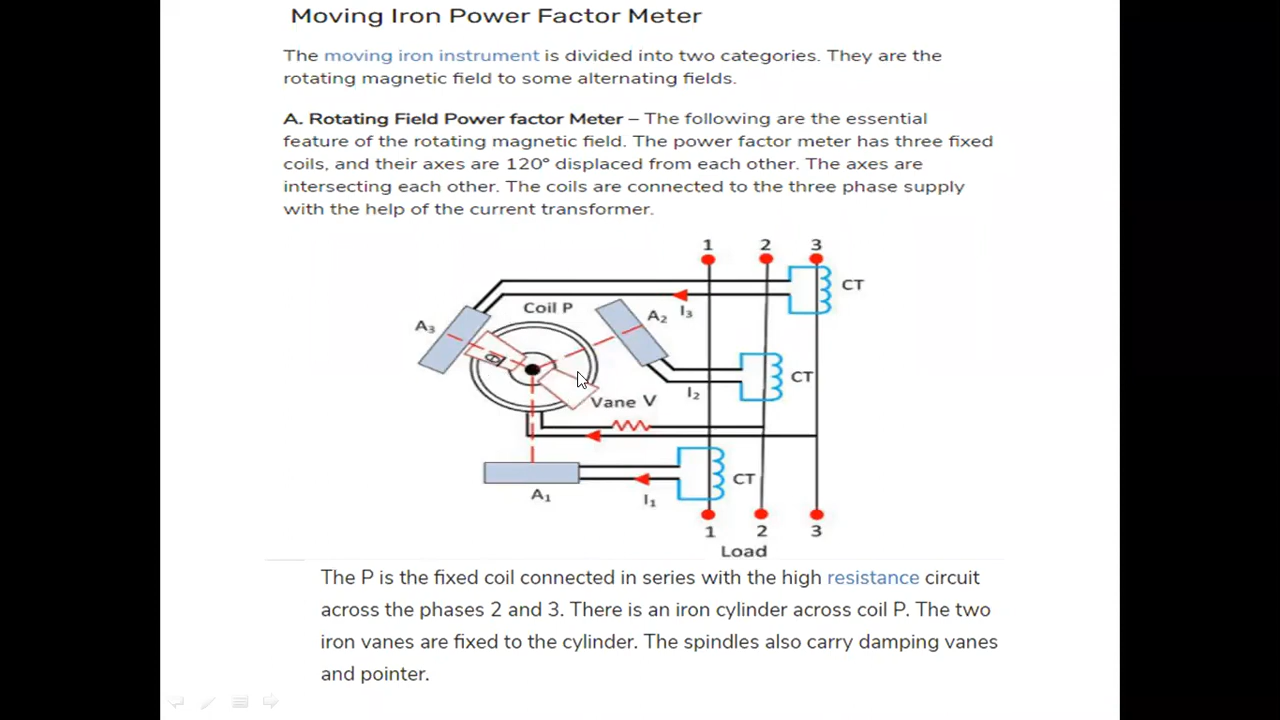 Moving Iron Power Factor Meter
The moving iron instrument is divided into two categories. They are the
rotating magnetic field to some alternating fields.
A. Rotating Field Power factor Meter – The following are the essential
feature of the rotating magnetic field. The power factor meter has three fixed
coils, and their axes are 120° displaced from each other. The axes are
intersecting each other. The coils are connected to the three phase supply
with the help of the current transformer.
1 2 3
CT
Coil P
A₃
A₂ I₃
CT
I₂
Vane V
CT
A₁
I₁
1 2 3
Load
The P is the fixed coil connected in series with the high resistance circuit
across the phases 2 and 3. There is an iron cylinder across coil P. The two
iron vanes are fixed to the cylinder. The spindles also carry damping vanes
and pointer.